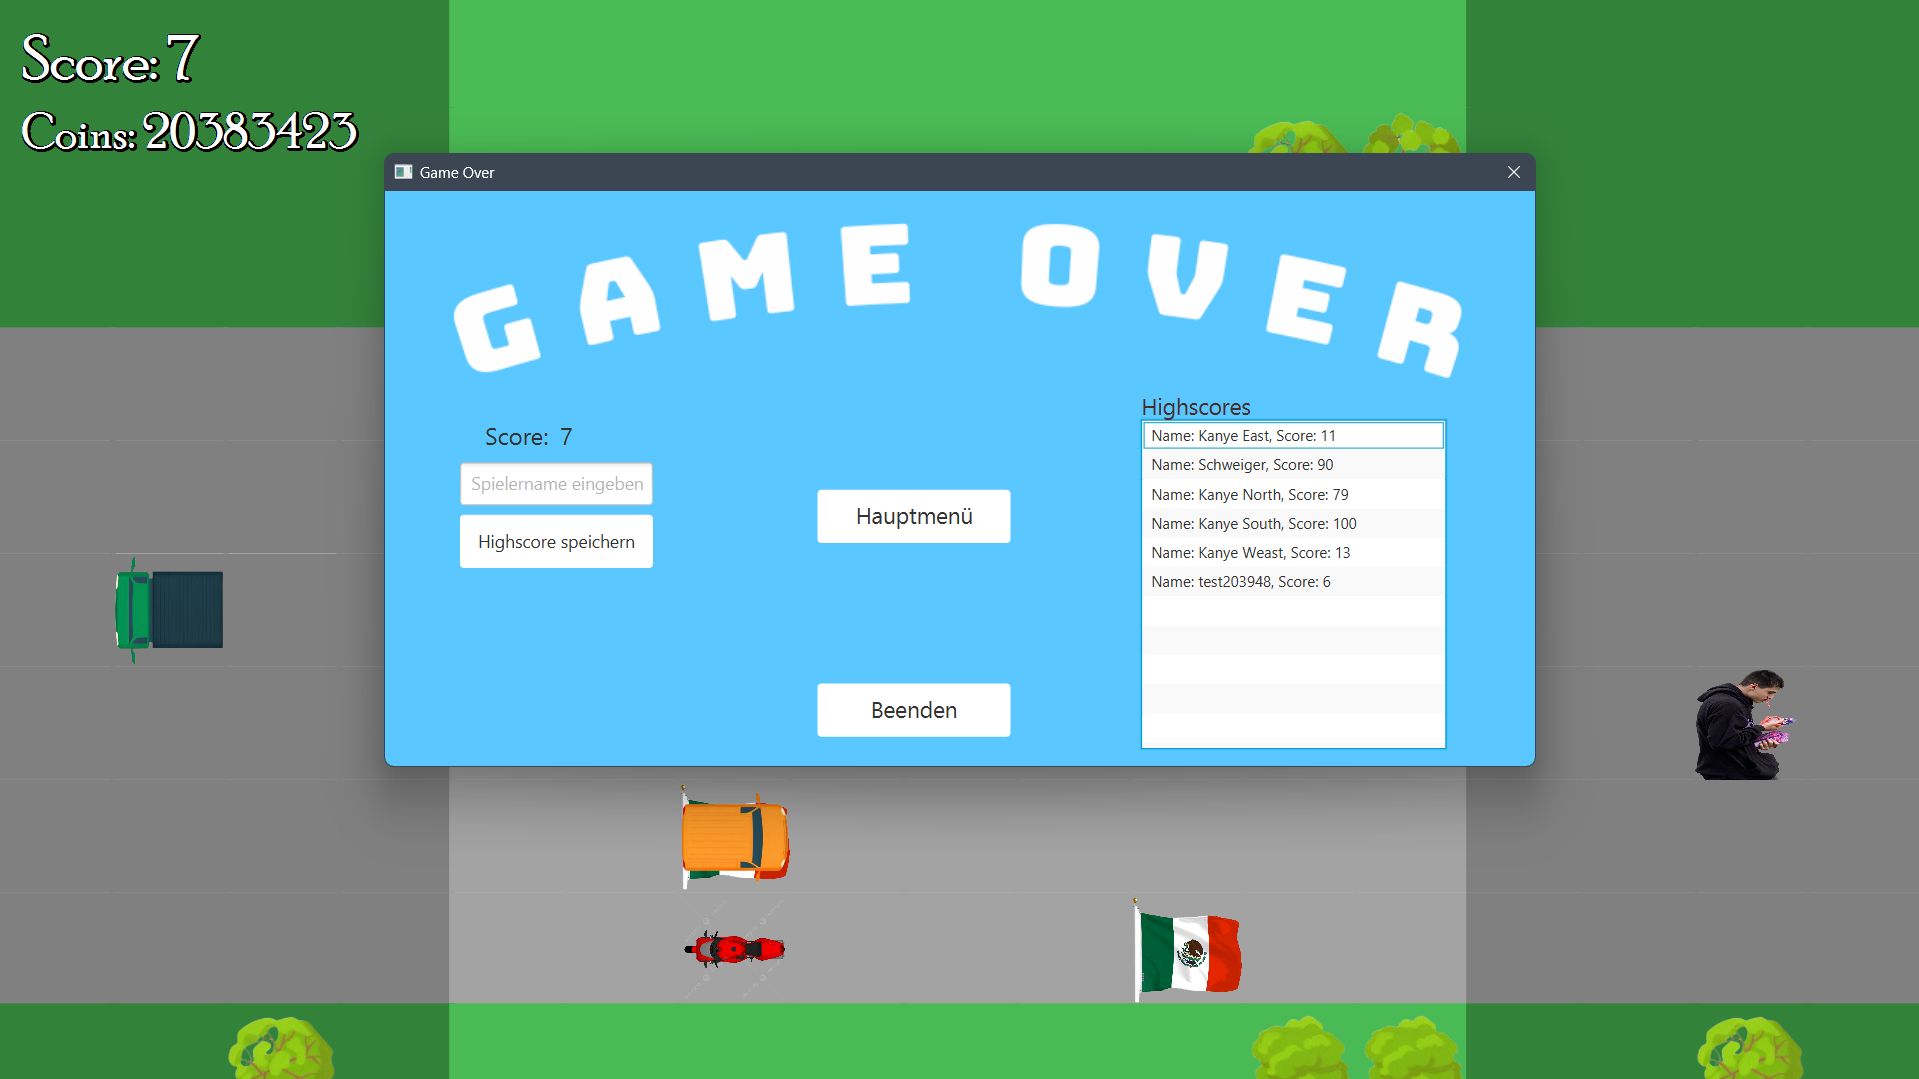 Score: 7
Coins: 20383423
Game Over
GAME OVER
Score: 7
Spielername eingeben
Highscore speichern
Hauptmenü
Beenden
Highscores
Name: Kanye East, Score: 11
Name: Schweiger, Score: 90
Name: Kanye North, Score: 79
Name: Kanye South, Score: 100
Name: Kanye Weast, Score: 13
Name: test203948, Score: 6